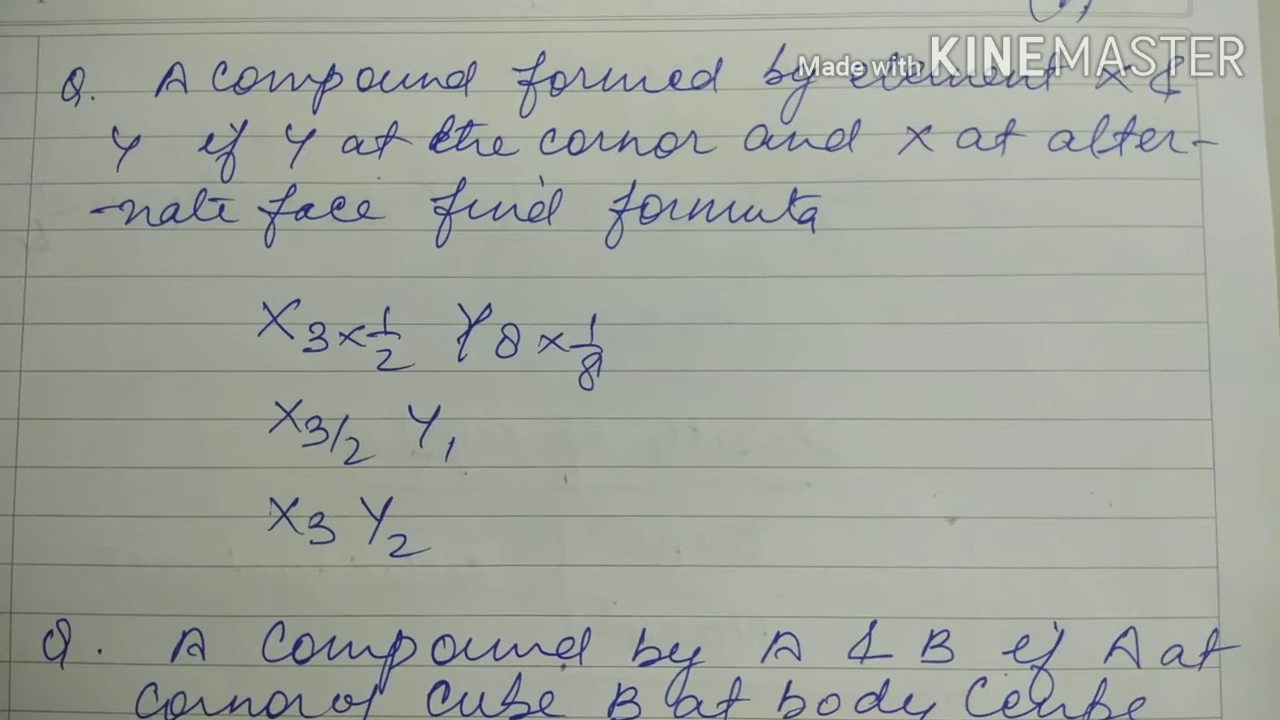 Made with KINEMASTER
Q. A compound formed by element X &
Y if Y at the cornor and X at alter-
-nate face find formula
X3 × 1/2 Y8 × 1/8
X3/2 Y1
X3 Y2
Q. A compound by A & B if A at
cornor of cube B at body